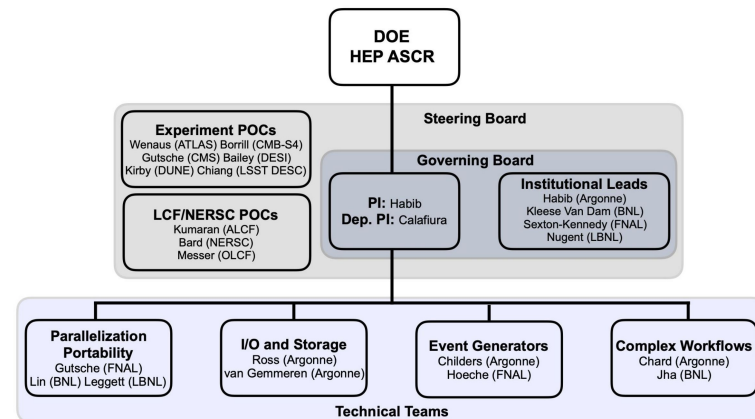 DOE
HEP ASCR
Steering Board
Experiment POCs
Wenaus (ATLAS) Borrill (CMB-S4)
Gutsche (CMS) Bailey (DESI)
Kirby (DUNE) Chiang (LSST DESC)
LCF/NERSC POCs
Kumaran (ALCF)
Bard (NERSC)
Messer (OLCF)
Governing Board
PI: Habib
Dep. PI: Calafiura
Institutional Leads
Habib (Argonne)
Kleese Van Dam (BNL)
Sexton-Kennedy (FNAL)
Nugent (LBNL)
Parallelization
Portability
Gutsche (FNAL)
Lin (BNL) Leggett (LBNL)
I/O and Storage
Ross (Argonne)
van Gemmeren (Argonne)
Event Generators
Childers (Argonne)
Hoeche (FNAL)
Complex Workflows
Chard (Argonne)
Jha (BNL)
Technical Teams